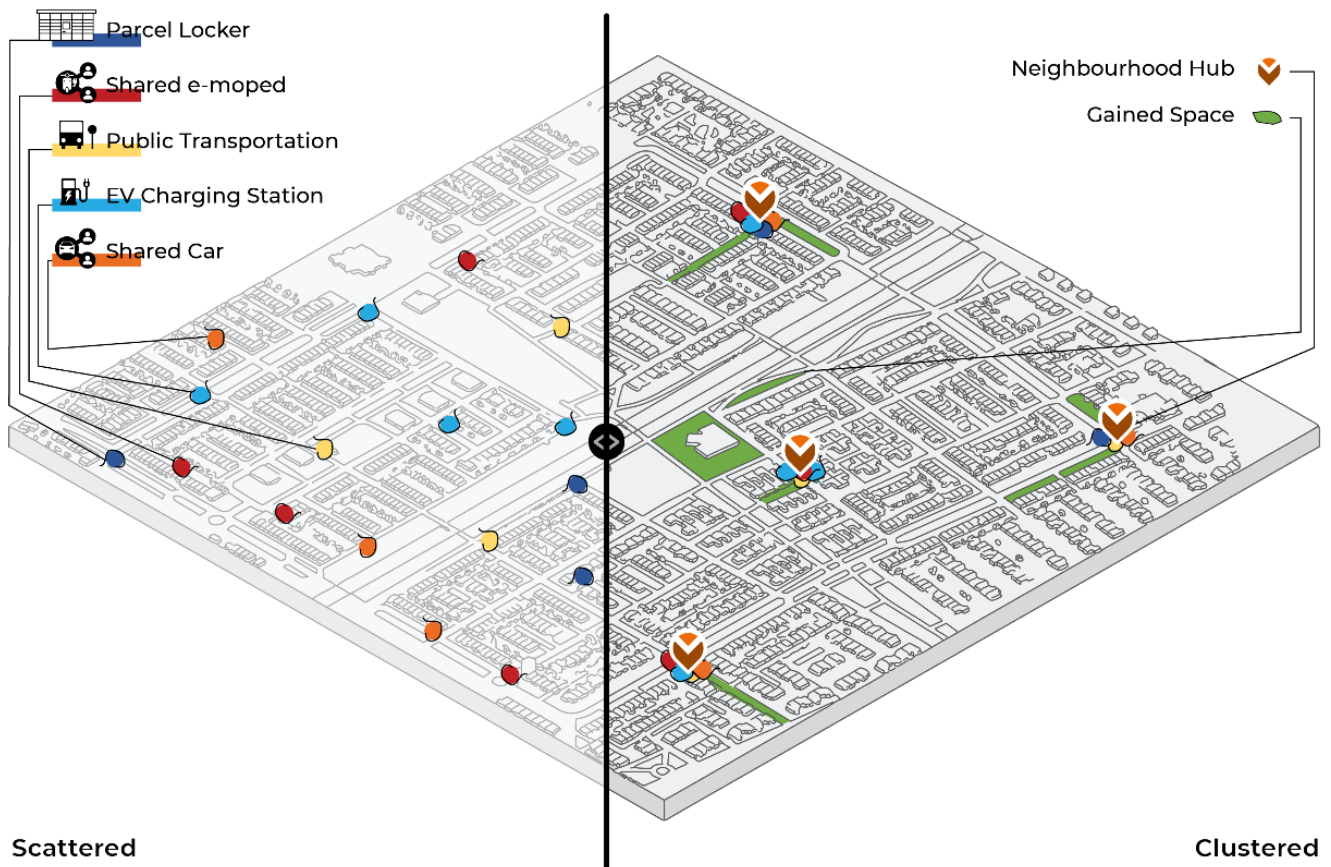 Parcel Locker
Shared e-moped
Public Transportation
EV Charging Station
Shared Car
Neighbourhood Hub
Gained Space
Scattered
Clustered